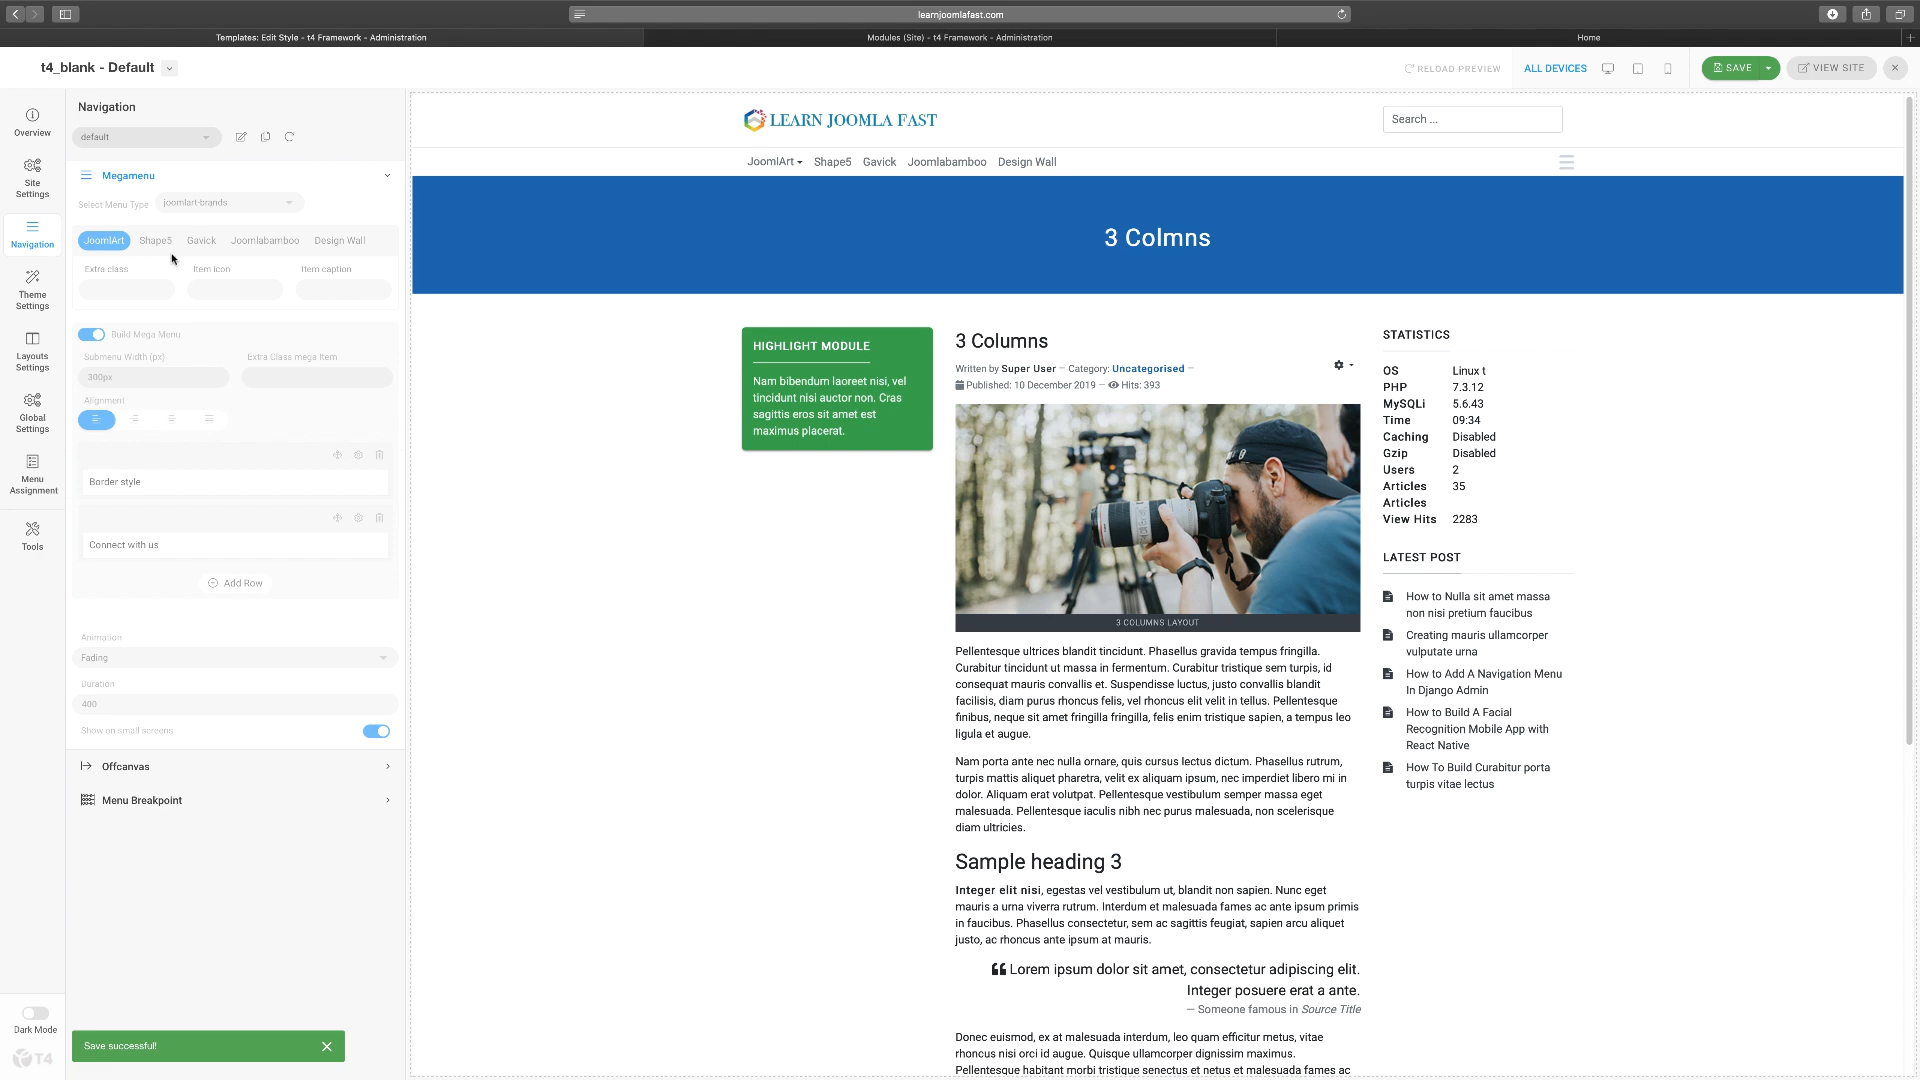 learnjoomlafast.com
Templates: Edit Style - t4 Framework - Administration
Modules (Site) - t4 Framework - Administration
Home
t4_blank - Default
RELOAD PREVIEW
ALL DEVICES
SAVE
VIEW SITE
Overview
Site
Settings
Navigation
Theme
Settings
Layouts
Settings
Global
Settings
Menu
Assignment
Tools
Dark Mode
T4
Navigation
default
Megamenu
Select Menu Type
joomlart-brands
JoomlArt
Shape5
Gavick
Joomlabamboo
Design Wall
Extra class
Item icon
Item caption
Build Mega Menu
Submenu Width (px)
Extra Class mega Item
300px
Alignment
Border style
Connect with us
Add Row
Animation
Fading
Duration
400
Show on small screens
Offcanvas
Menu Breakpoint
Save successful!
LEARN JOOMLA FAST
Search ...
JoomlArt
Shape5
Gavick
Joomlabamboo
Design Wall
3 Colmns
HIGHLIGHT MODULE
Nam bibendum laoreet nisi, vel
tincidunt nisi auctor non. Cras
sagittis eros sit amet est
maximus placerat.
3 Columns
Written by Super User – Category: Uncategorised –
Published: 10 December 2019 – Hits: 393
3 COLUMNS LAYOUT
Pellentesque ultrices blandit tincidunt. Phasellus gravida tempus fringilla.
Curabitur tincidunt ut massa in fermentum. Curabitur tristique sem turpis, id
consequat mauris convallis et. Suspendisse luctus, justo convallis blandit
facilisis, diam purus rhoncus felis, vel rhoncus elit velit in tellus. Pellentesque
finibus, neque sit amet fringilla fringilla, felis enim tristique sapien, a tempus leo
ligula et augue.
Nam porta ante nec nulla ornare, quis cursus lectus dictum. Phasellus rutrum,
turpis mattis aliquet pharetra, velit ex aliquam ipsum, nec imperdiet libero mi in
dolor. Aliquam erat volutpat. Pellentesque vestibulum semper massa eget
malesuada. Pellentesque iaculis nibh nec purus malesuada, non scelerisque
diam ultricies.
Sample heading 3
Integer elit nisi, egestas vel vestibulum ut, blandit non sapien. Nunc eget
mauris a urna viverra rutrum. Interdum et malesuada fames ac ante ipsum primis
in faucibus. Phasellus consectetur, sem ac sagittis feugiat, sapien arcu aliquet
justo, ac rhoncus ante ipsum at mauris.
Lorem ipsum dolor sit amet, consectetur adipiscing elit.
Integer posuere erat a ante.
— Someone famous in Source Title
Donec euismod, ex at malesuada interdum, leo quam efficitur metus, vitae
rhoncus nisi orci id augue. Quisque ullamcorper dignissim maximus.
Pellentesque habitant morbi tristique senectus et netus et malesuada fames ac
STATISTICS
OS Linux t
PHP 7.3.12
MySQLi 5.6.43
Time 09:34
Caching Disabled
Gzip Disabled
Users 2
Articles 35
Articles
View Hits 2283
LATEST POST
How to Nulla sit amet massa
non nisi pretium faucibus
Creating mauris ullamcorper
vulputate urna
How to Add A Navigation Menu
In Django Admin
How to Build A Facial
Recognition Mobile App with
React Native
How To Build Curabitur porta
turpis vitae lectus